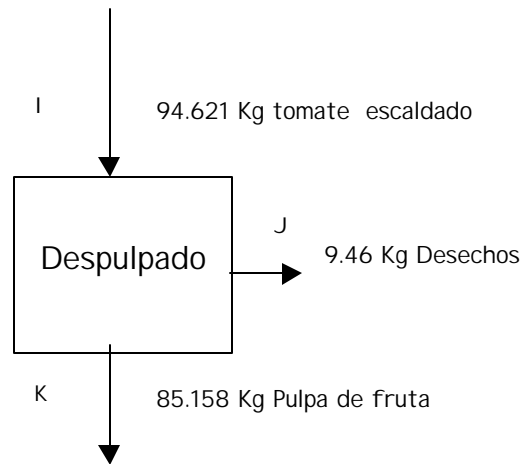 I
94.621 Kg tomate escaldado
Despulpado
J
9.46 Kg Desechos
K
85.158 Kg Pulpa de fruta